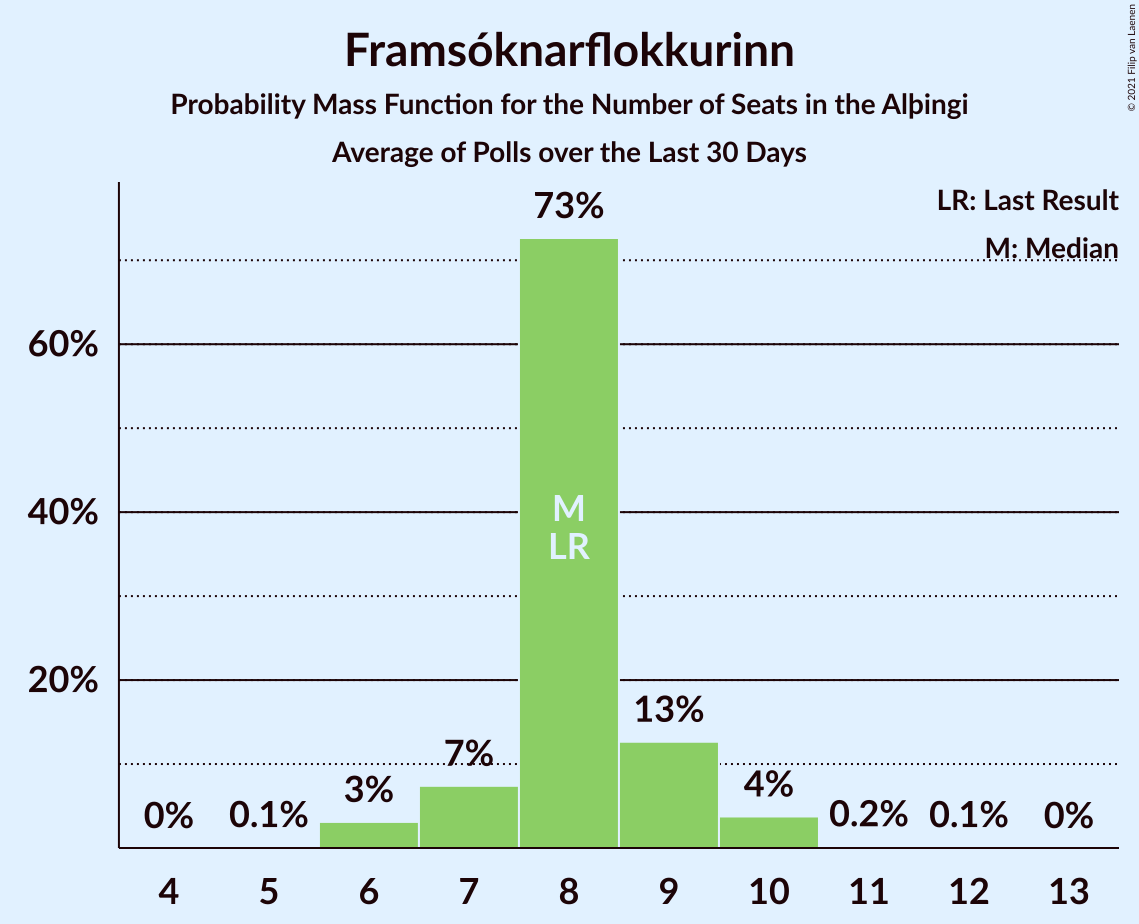 Framsóknarflokkurinn
Probability Mass Function for the Number of Seats in the Alþingi
Average of Polls over the Last 30 Days
© 2021 Filip van Laenen
LR: Last Result
M: Median
73%
60%
40%
20%
M
LR
0%
0.1%
3%
7%
13%
4%
0.2%
0.1%
0%
4 5 6 7 8 9 10 11 12 13